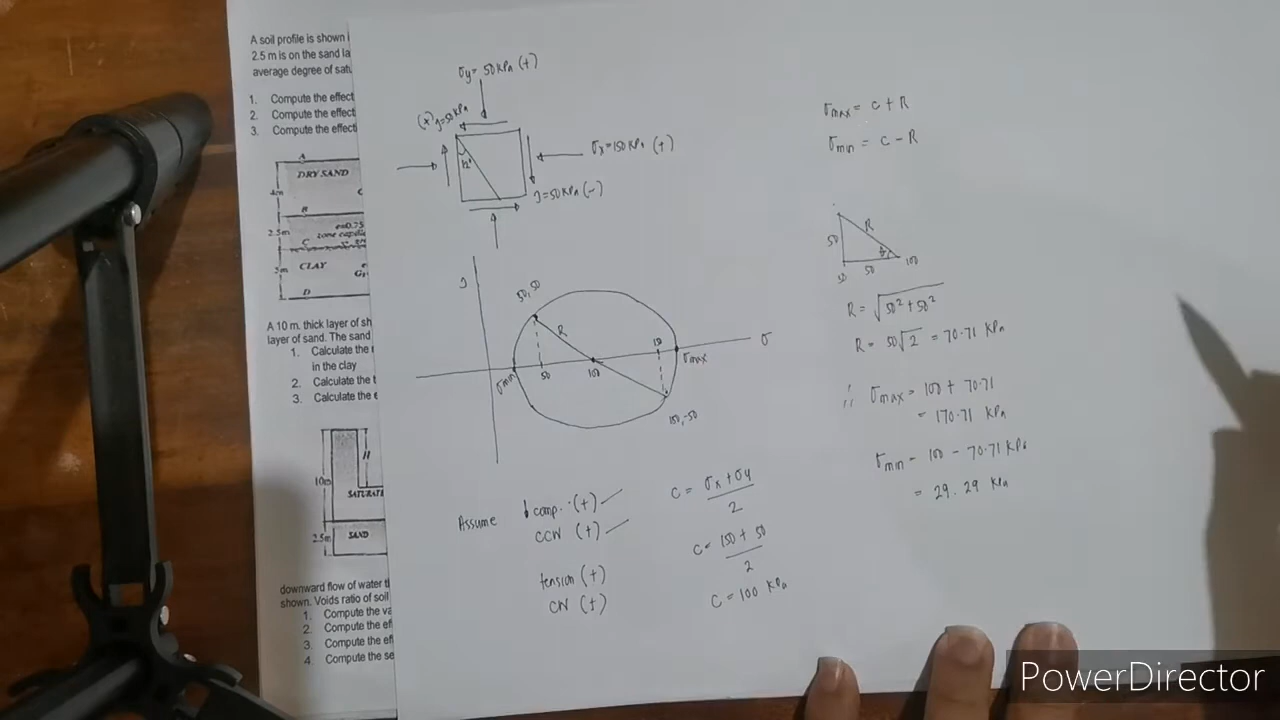 A soil profile is shown
2.5 m is on the sand la
average degree of satu
1. Compute the effect
2. Compute the effect
3. Compute the effecti
A
DRY SAND
4m
B
2.5m
e=0.75
C
CLAY
3m
D
A 10 m. thick layer of sh
layer of sand. The sand
1. Calculate the
in the clay
2. Calculate the t
3. Calculate the e
H
10m
SATURATE
2.5m
SAND
downward flow of water t
shown. Voids ratio of soil
1. Compute the va
2. Compute the ef
3. Compute the eff
4. Compute the se
σy = 50 kPa (+)
σx = 150 kPa (+)
J = 50 kPa (-)
J
50, 50
R
σ
σmin
50
100
150
σmax
150, -50
Assume
comp. (+)
CCW (+)
tension (+)
CW (+)
C = σx + σy / 2
C = 150 + 50 / 2
C = 100 kPa
σmax = C + R
σmin = C - R
R
50
50
50
100
R = √50² + 50²
R = 50√2 = 70.71 kPa
∴ σmax = 100 + 70.71
= 170.71 kPa
σmin = 100 - 70.71 kPa
= 29.29 kPa
PowerDirector